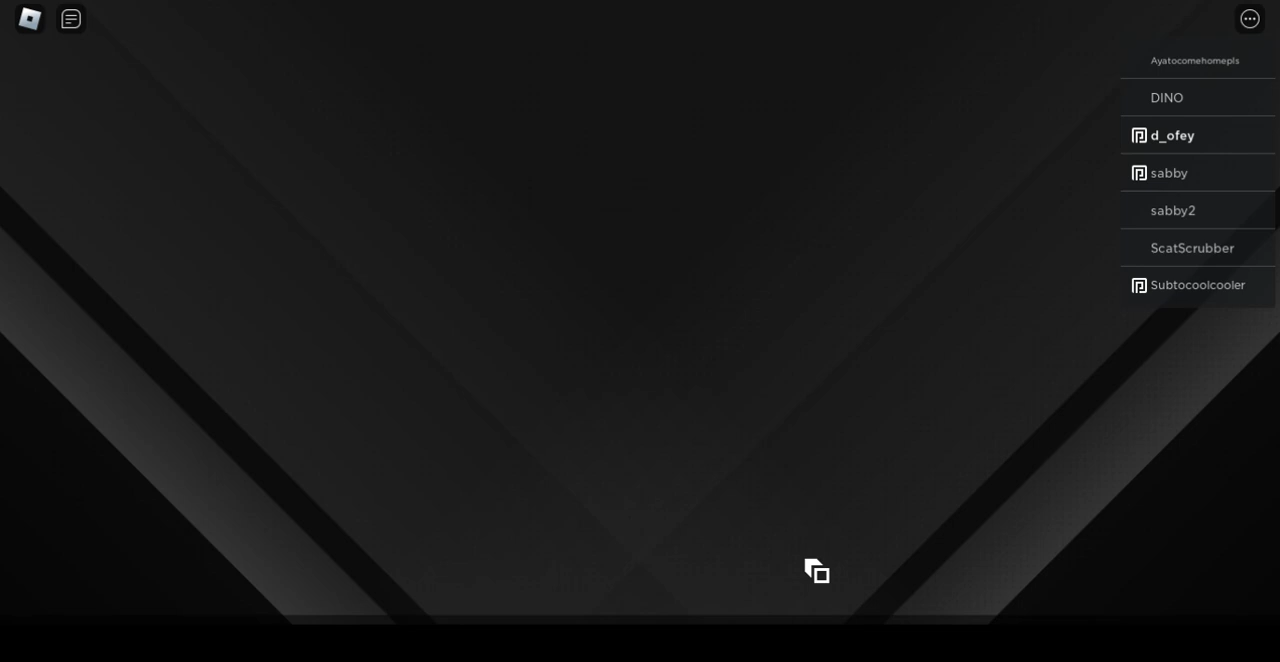 Ayatocomehomepls
DINO
d_ofey
sabby
sabby2
ScatScrubber
Subtocoolcooler